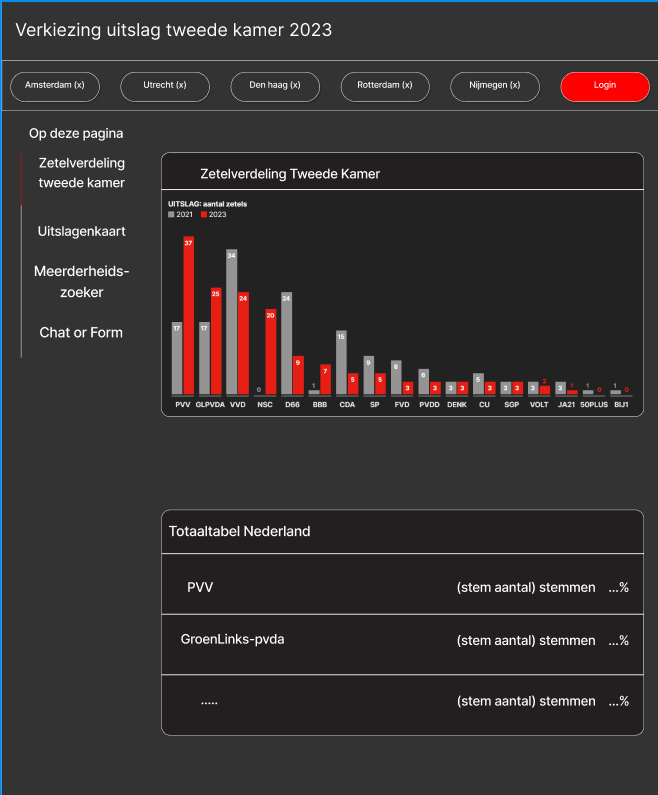 Verkiezing uitslag tweede kamer 2023
Amsterdam (x) Utrecht (x) Den haag (x) Rotterdam (x) Nijmegen (x) Login
Op deze pagina
Zetelverdeling
tweede kamer
Uitslagenkaart
Meerderheids-
zoeker
Chat or Form
Zetelverdeling Tweede Kamer
UITSLAG: aantal zetels
2021 2023
17 37 17 25 34 24 0 20 24 9 1 7 15 5 9 5 8 3 6 3 3 3 5 3 3 3 3 2 3 1 1 0 1 0
PVV GLPVDA VVD NSC D66 BBB CDA SP FVD PVDD DENK CU SGP VOLT JA21 50PLUS BIJ1
Totaaltabel Nederland
PVV (stem aantal) stemmen ...%
GroenLinks-pvda (stem aantal) stemmen ...%
..... (stem aantal) stemmen ...%